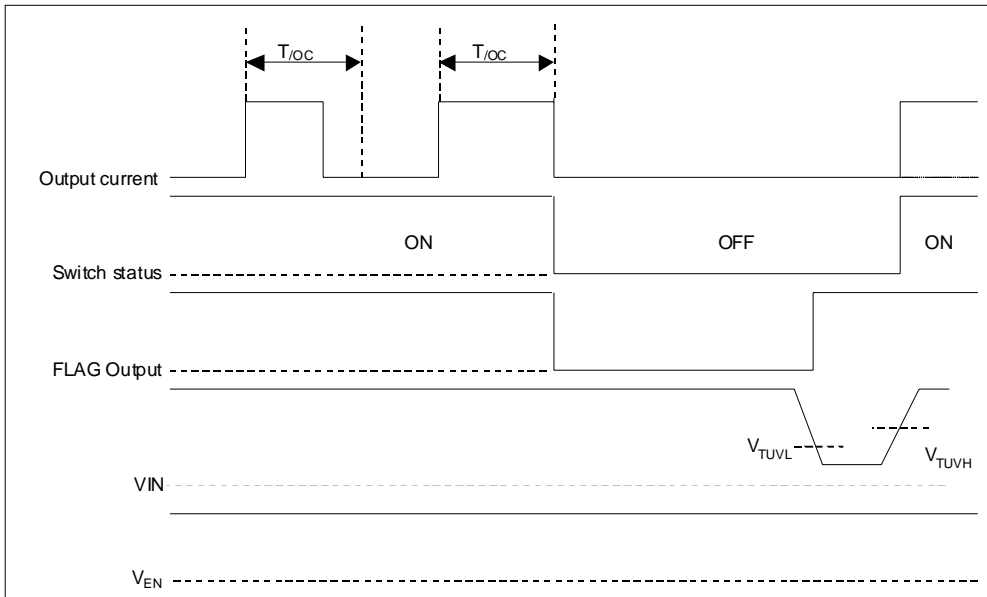 T/OC T/OC
Output current
ON OFF ON
Switch status
FLAG Output
VTUVL VTUVH
VIN
VEN